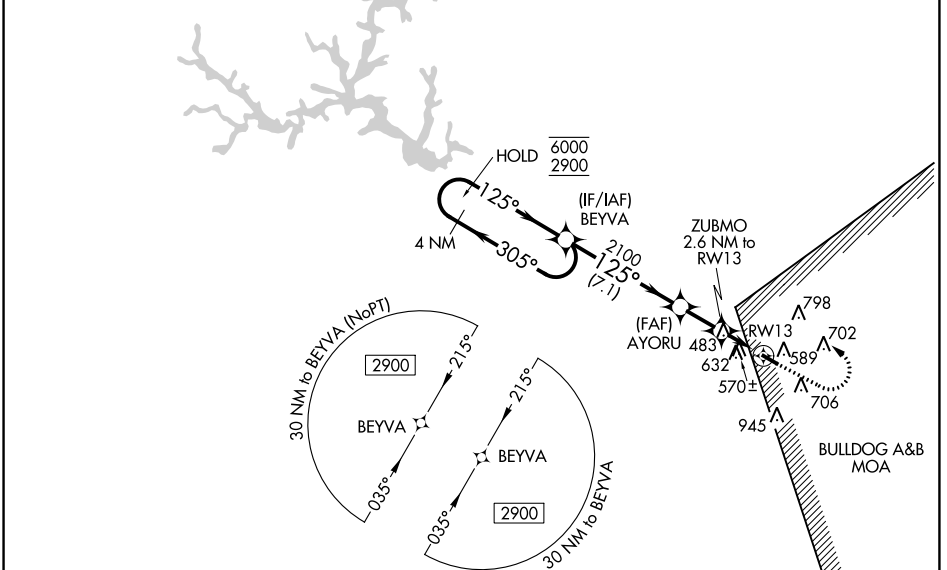 HOLD
6000
2900
125°
(IF/IAF)
BEYVA
4 NM
305°
2100
125°
(7.1)
ZUBMO
2.6 NM to
RW13
(FAF)
AYORU
RW13
483
632
570±
589
798
702
706
945
BULLDOG A&B
MOA
30 NM to BEYVA (NoPT)
2900
215°
BEYVA
035°
215°
BEYVA
035°
2900
30 NM to BEYVA